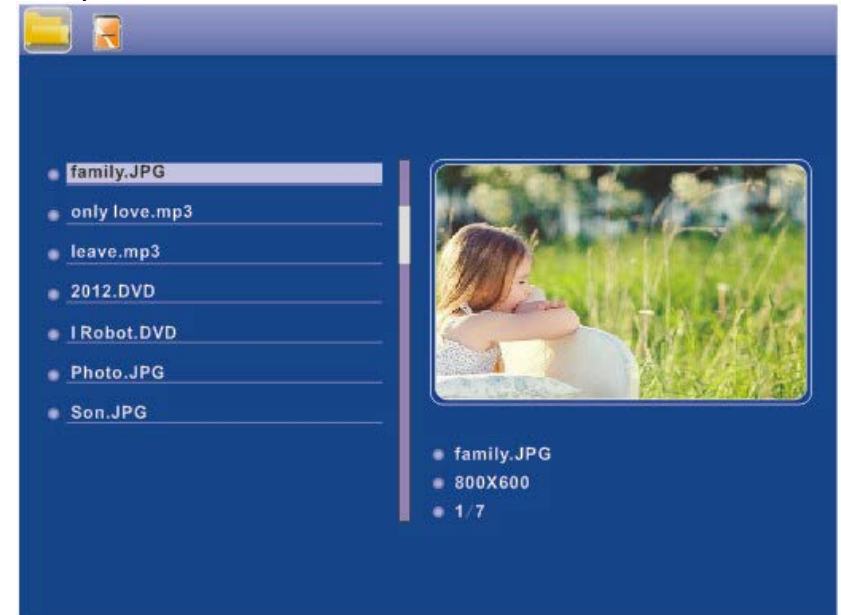 family.JPG
only love.mp3
leave.mp3
2012.DVD
I Robot.DVD
Photo.JPG
Son.JPG
family.JPG
800X600
1/7